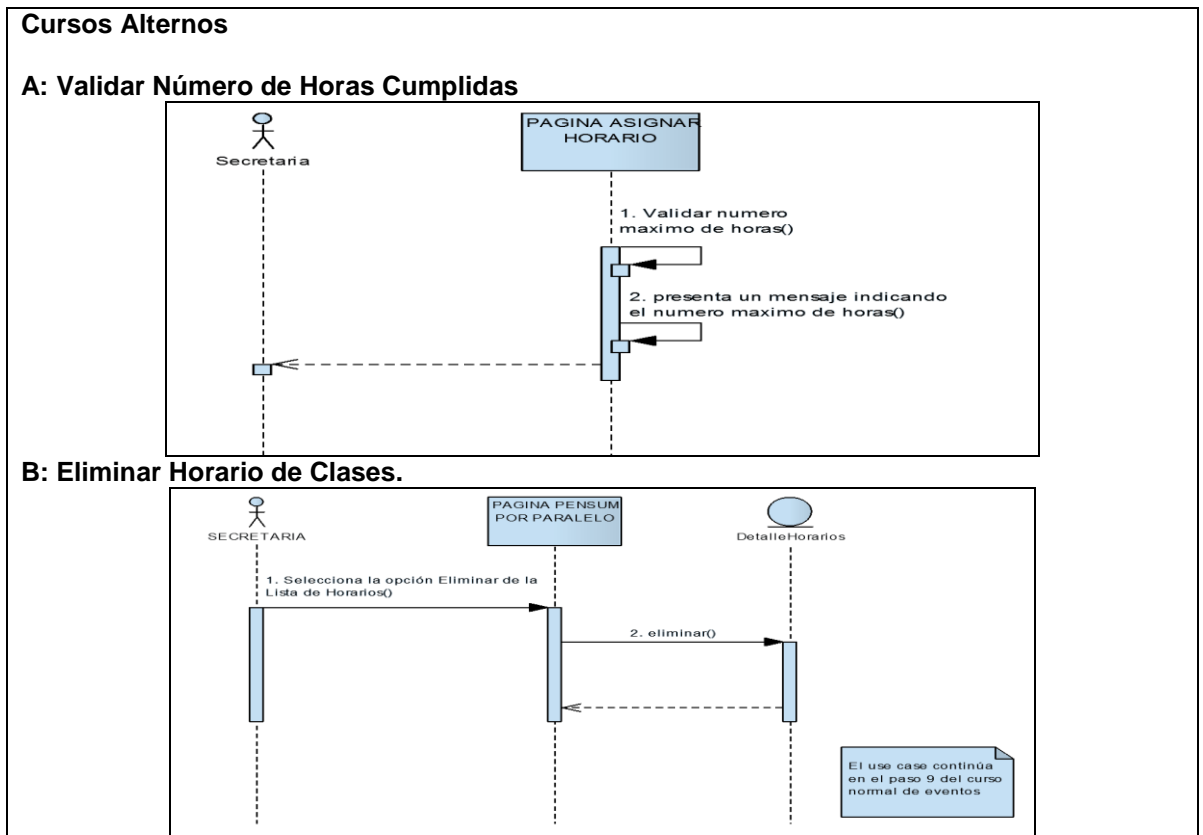 Cursos Alternos
A: Validar Número de Horas Cumplidas
Secretaria
PAGINA ASIGNAR
HORARIO
1. Validar numero
maximo de horas()
2. presenta un mensaje indicando
el numero maximo de horas()
B: Eliminar Horario de Clases.
SECRETARIA
PAGINA PENSUM
POR PARALELO
DetalleHorarios
1. Selecciona la opción Eliminar de la
Lista de Horarios()
2. eliminar()
El use case continúa
en el paso 9 del curso
normal de eventos